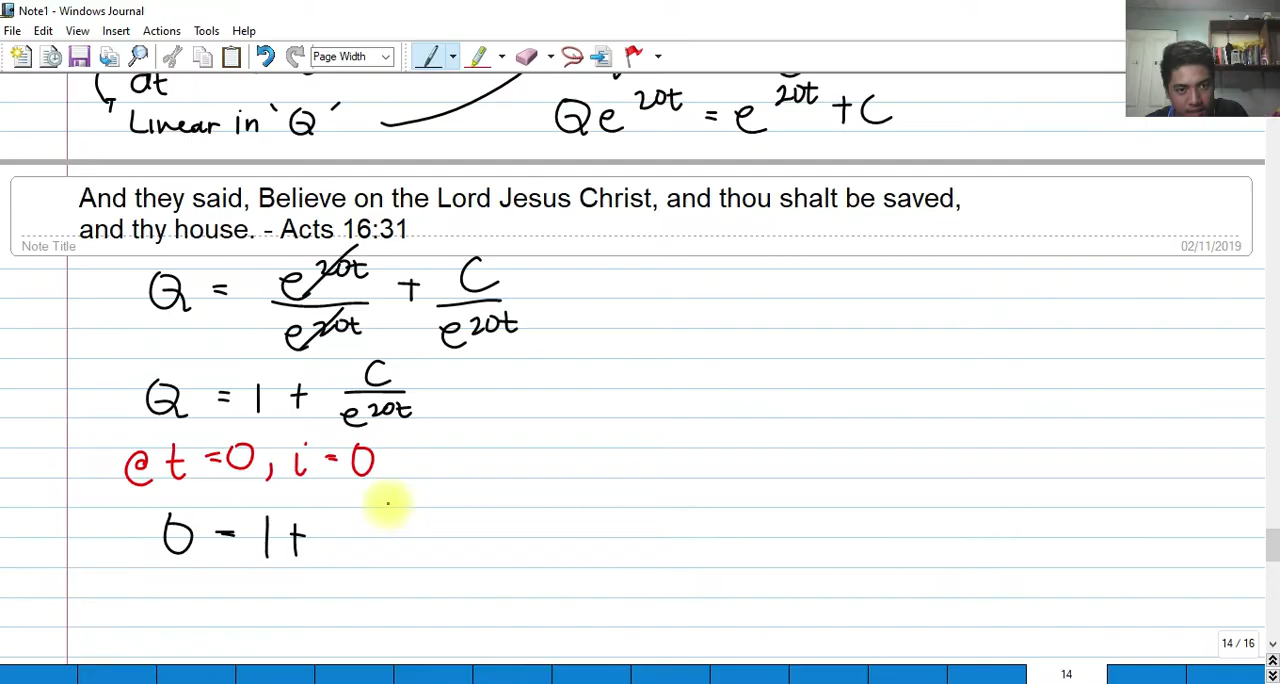 Note1 - Windows Journal
File Edit View Insert Actions Tools Help
Page Width
dt
Linear in 'Q'
Qe^20t = e^20t + C
And they said, Believe on the Lord Jesus Christ, and thou shalt be saved,
and thy house. - Acts 16:31
Note Title
02/11/2019
Q = e^20t / e^20t + C / e^20t
Q = 1 + C / e^20t
@ t = 0, i = 0
0 = 1 +
14 / 16
14